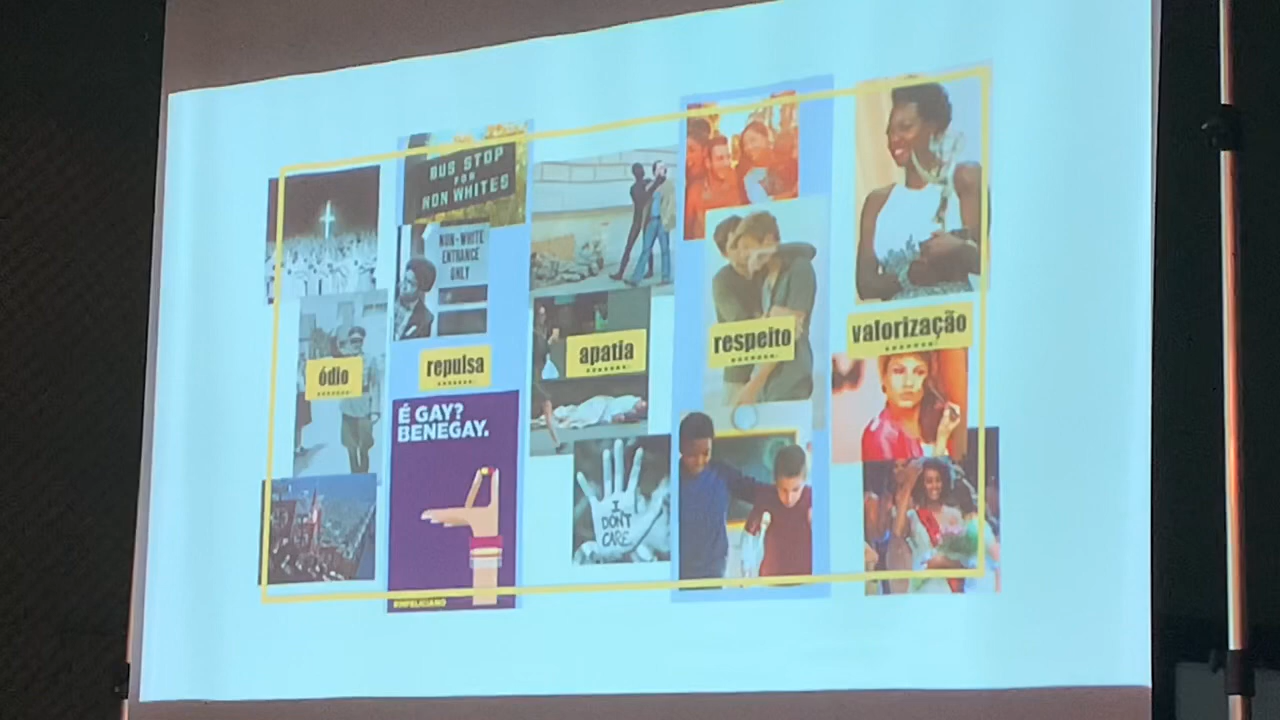 BUS STOP
FOR
NON WHITES
NON-WHITE
ENTRANCE
ONLY
ódio
repulsa
apatia
respeito
valorização
É GAY?
BENEGAY.
I
DON'T
CARE.